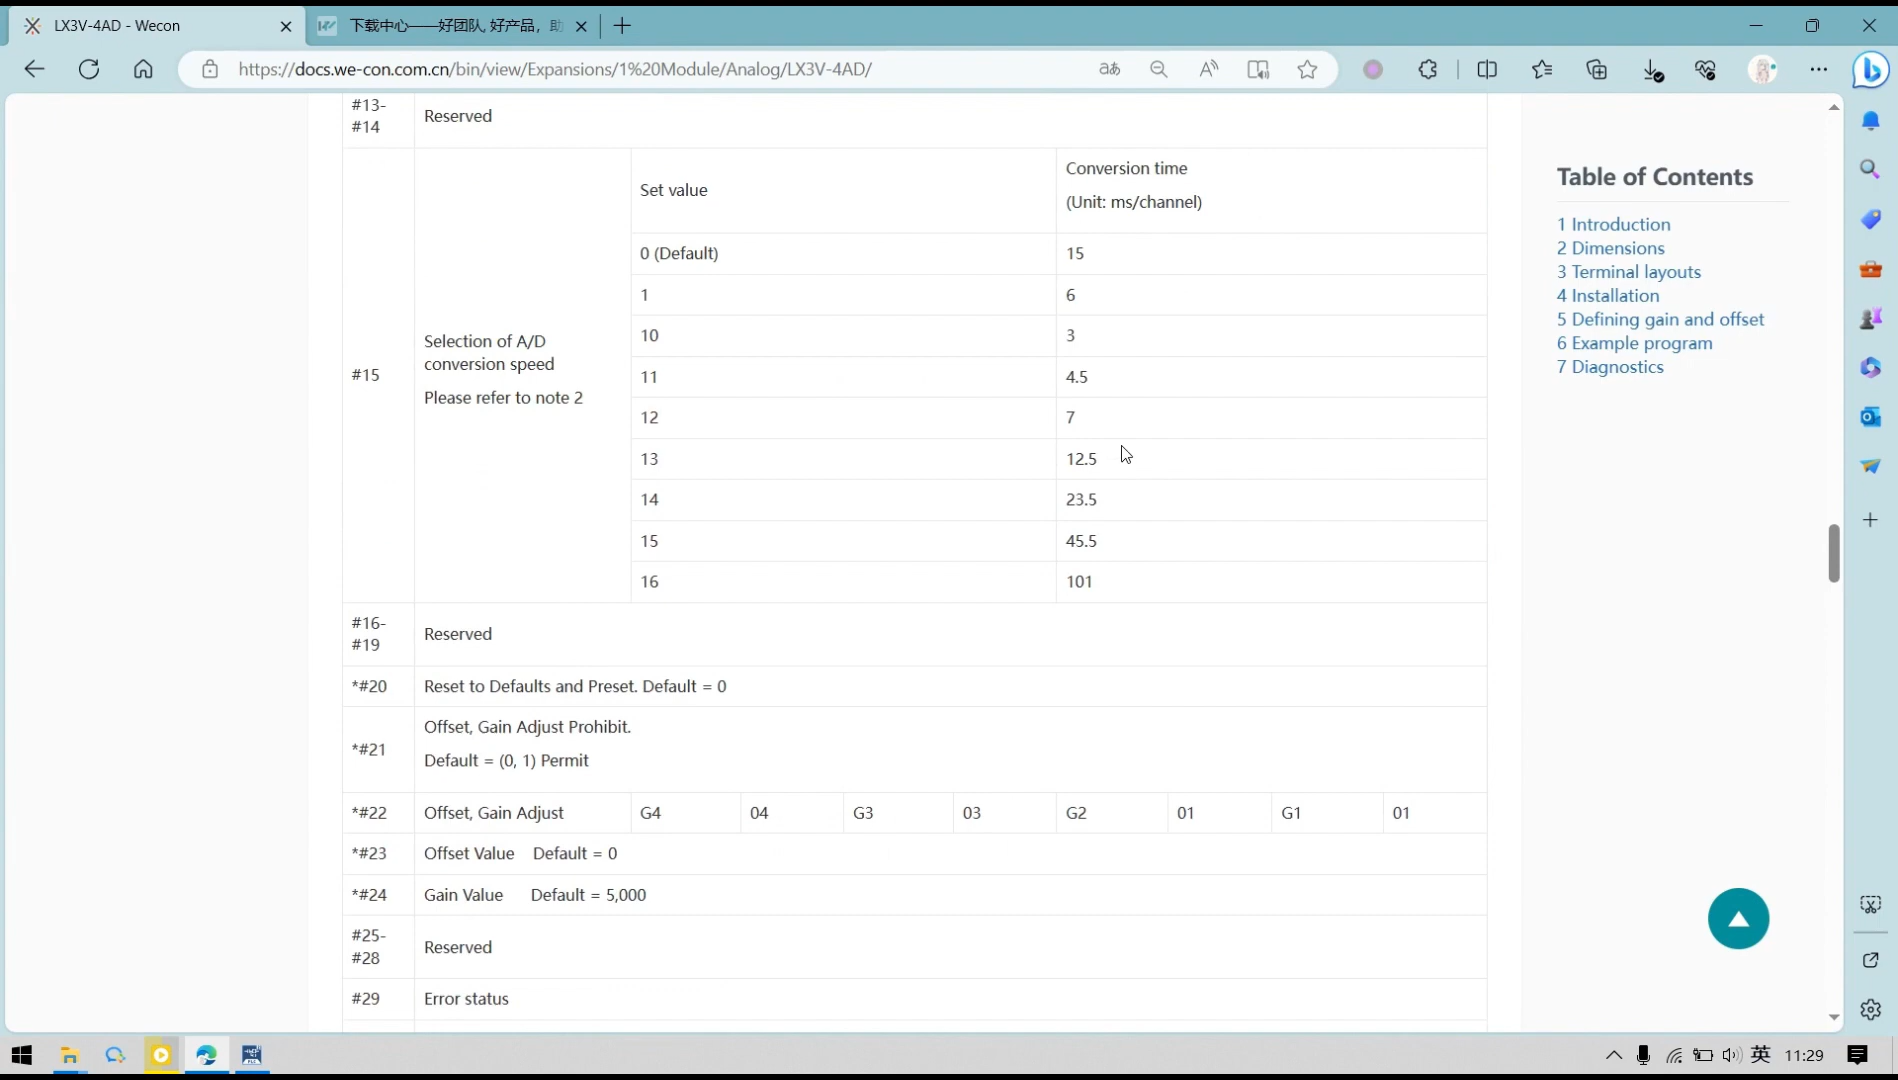 LX3V-4AD - Wecon
下载中心——好团队, 好产品，助
https://docs.we-con.com.cn/bin/view/Expansions/1%20Module/Analog/LX3V-4AD/
#13-
#14
Reserved
#15
Selection of A/D
conversion speed
Please refer to note 2
Set value
Conversion time
(Unit: ms/channel)
0 (Default) 15
1 6
10 3
11 4.5
12 7
13 12.5
14 23.5
15 45.5
16 101
#16-
#19
Reserved
*#20 Reset to Defaults and Preset. Default = 0
*#21
Offset, Gain Adjust Prohibit.
Default = (0, 1) Permit
*#22 Offset, Gain Adjust G4 04 G3 03 G2 01 G1 01
*#23 Offset Value Default = 0
*#24 Gain Value Default = 5,000
#25-
#28
Reserved
#29 Error status
Table of Contents
1 Introduction
2 Dimensions
3 Terminal layouts
4 Installation
5 Defining gain and offset
6 Example program
7 Diagnostics
英 11:29